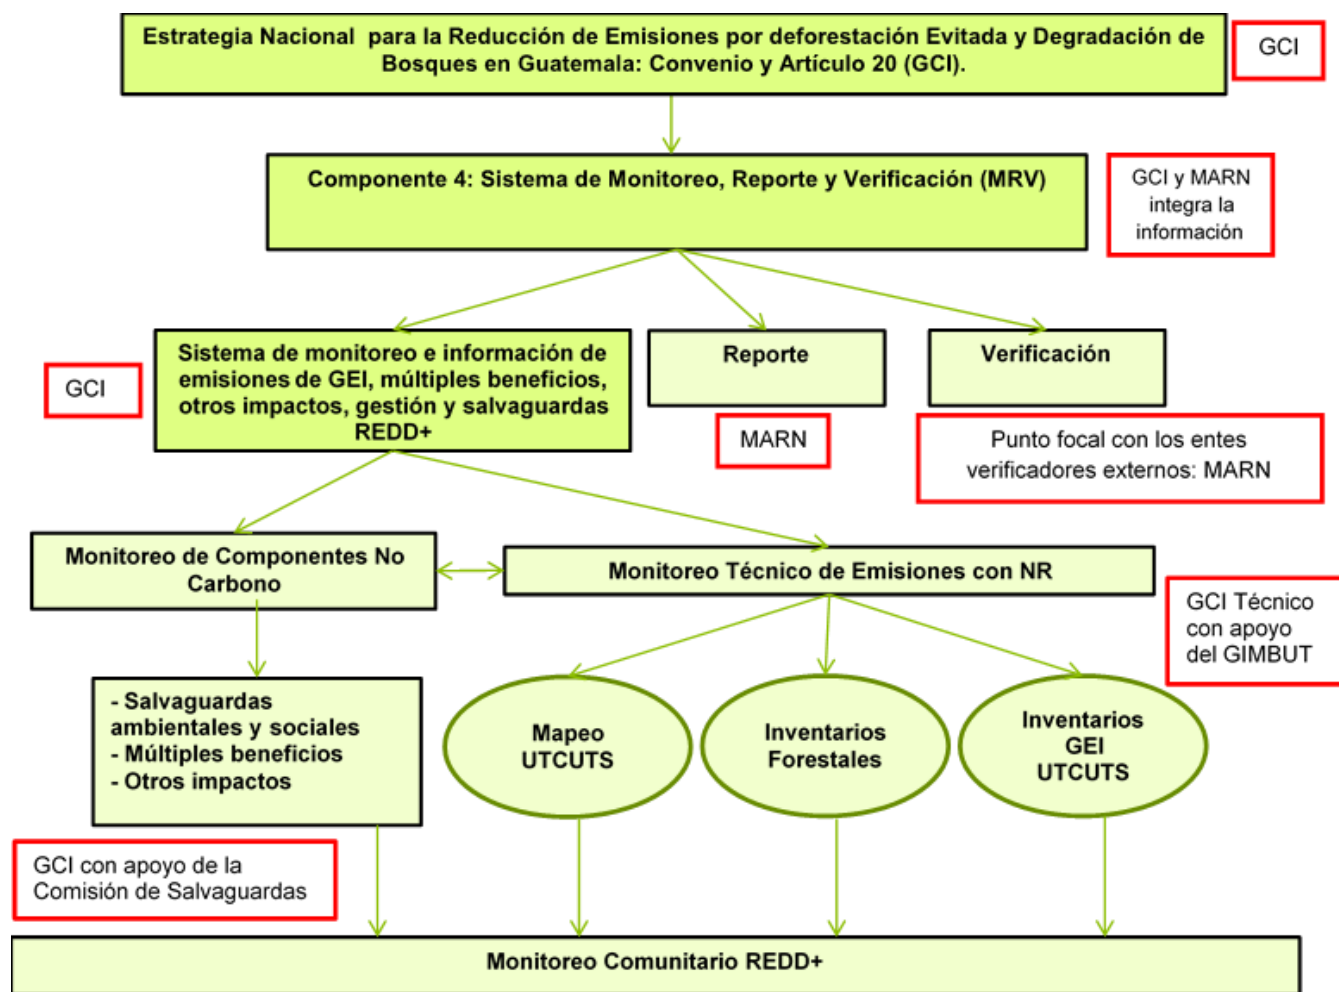 Estrategia Nacional para la Reducción de Emisiones por deforestación Evitada y Degradación de
Bosques en Guatemala: Convenio y Artículo 20 (GCI).
GCI
Componente 4: Sistema de Monitoreo, Reporte y Verificación (MRV)
GCI y MARN
integra la
información
Sistema de monitoreo e información de
emisiones de GEI, múltiples beneficios,
otros impactos, gestión y salvaguardas
REDD+
GCI
Reporte
MARN
Verificación
Punto focal con los entes
verificadores externos: MARN
Monitoreo de Componentes No
Carbono
Monitoreo Técnico de Emisiones con NR
GCI Técnico
con apoyo
del GIMBUT
- Salvaguardas
ambientales y sociales
- Múltiples beneficios
- Otros impactos
Mapeo
UTCUTS
Inventarios
Forestales
Inventarios
GEI
UTCUTS
GCI con apoyo de la
Comisión de Salvaguardas
Monitoreo Comunitario REDD+